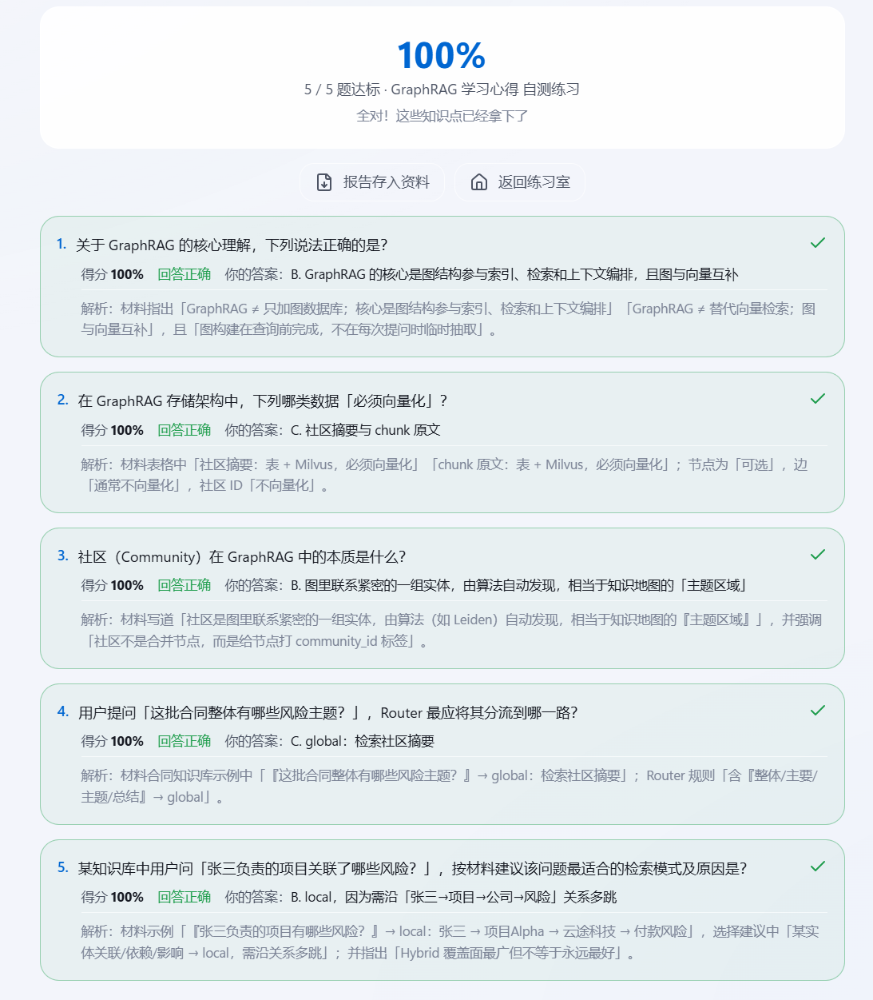 100%
5 / 5 题达标 · GraphRAG 学习心得 自测练习
全对！这些知识点已经拿下了
报告存入资料
返回练习室
1. 关于 GraphRAG 的核心理解，下列说法正确的是？
得分 100% 回答正确 你的答案：B. GraphRAG 的核心是图结构参与索引、检索和上下文编排，且图与向量互补
解析：材料指出「GraphRAG ≠ 只加图数据库；核心是图结构参与索引、检索和上下文编排」「GraphRAG ≠ 替代向量检索；图
与向量互补」，且「图构建在查询前完成，不在每次提问时临时抽取」。
2. 在 GraphRAG 存储架构中，下列哪类数据「必须向量化」？
得分 100% 回答正确 你的答案：C. 社区摘要与 chunk 原文
解析：材料表格中「社区摘要：表 + Milvus，必须向量化」「chunk 原文：表 + Milvus，必须向量化」；节点为「可选」，边
「通常不向量化」，社区 ID「不向量化」。
3. 社区（Community）在 GraphRAG 中的本质是什么？
得分 100% 回答正确 你的答案：B. 图里联系紧密的一组实体，由算法自动发现，相当于知识地图的「主题区域」
解析：材料写道「社区是图里联系紧密的一组实体，由算法（如 Leiden）自动发现，相当于知识地图的『主题区域』」，并强调
「社区不是合并节点，而是给节点打 community_id 标签」。
4. 用户提问「这批合同整体有哪些风险主题？」，Router 最应将其分流到哪一路？
得分 100% 回答正确 你的答案：C. global：检索社区摘要
解析：材料合同知识库示例中「『这批合同整体有哪些风险主题？』→ global：检索社区摘要」；Router 规则「含『整体/主要/
主题/总结』→ global」。
5. 某知识库中用户问「张三负责的项目关联了哪些风险？」，按材料建议该问题最适合的检索模式及原因是？
得分 100% 回答正确 你的答案：B. local，因为需沿「张三→项目→公司→风险」关系多跳
解析：材料示例「『张三负责的项目有哪些风险？』→ local：张三 → 项目Alpha → 云途科技 → 付款风险」，选择建议中「某实
体关联/依赖/影响 → local，需沿关系多跳」；并指出「Hybrid 覆盖面最广但不等于永远最好」。